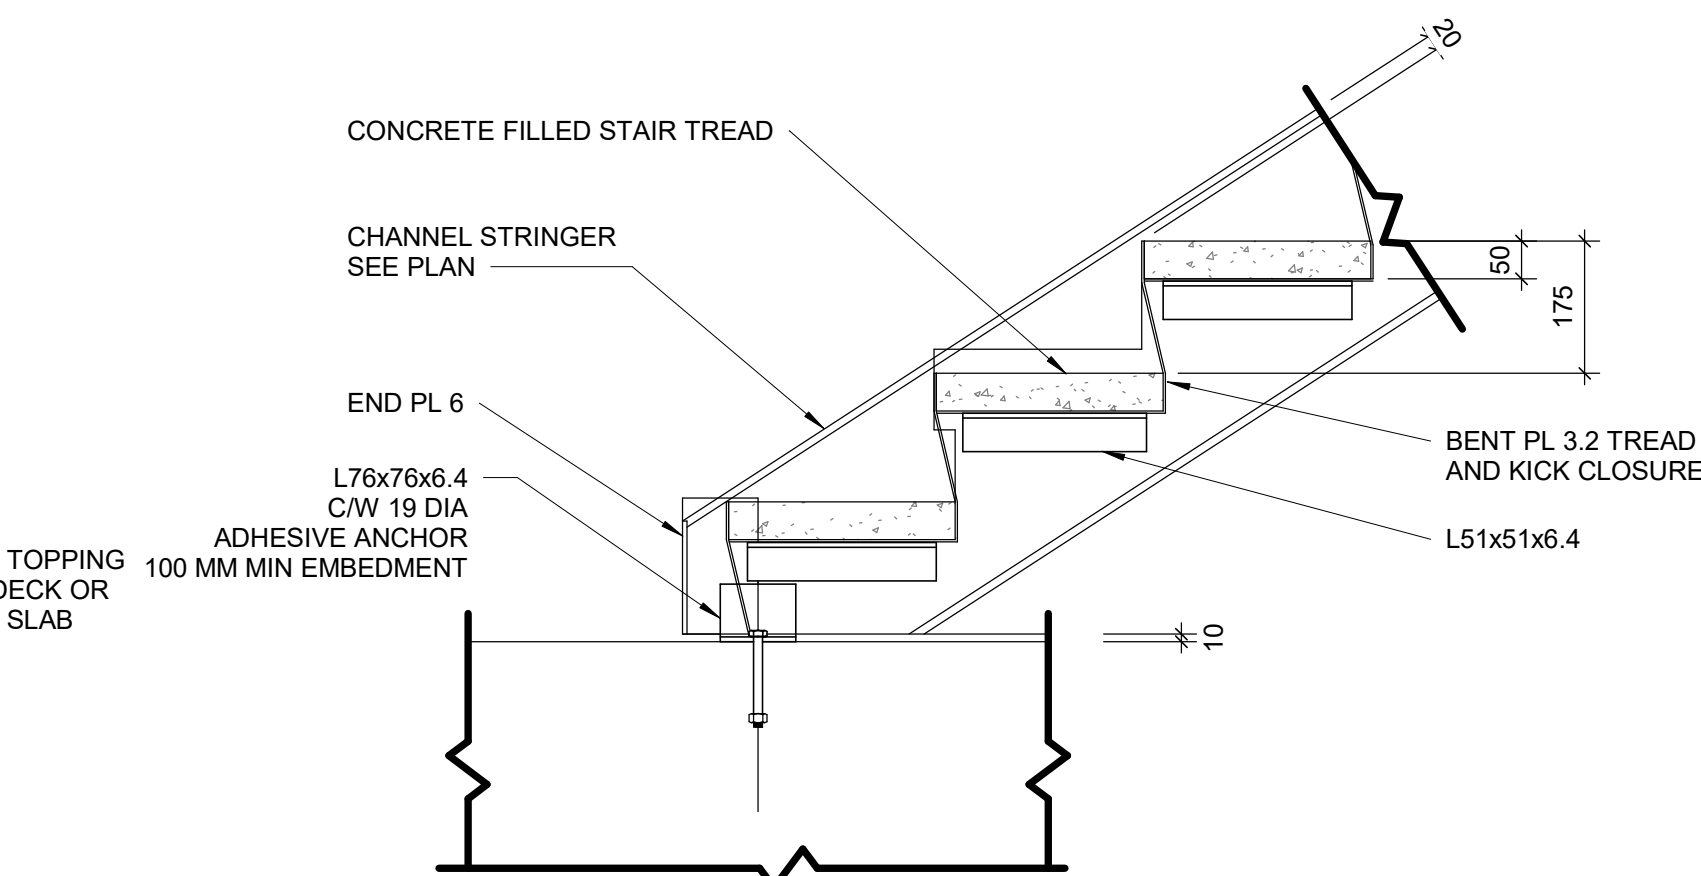 20
CONCRETE FILLED STAIR TREAD
CHANNEL STRINGER
SEE PLAN
50
175
END PL 6
BENT PL 3.2 TREAD
AND KICK CLOSURE
L76x76x6.4
C/W 19 DIA
ADHESIVE ANCHOR
100 MM MIN EMBEDMENT
L51x51x6.4
TOPPING
DECK OR
SLAB
10